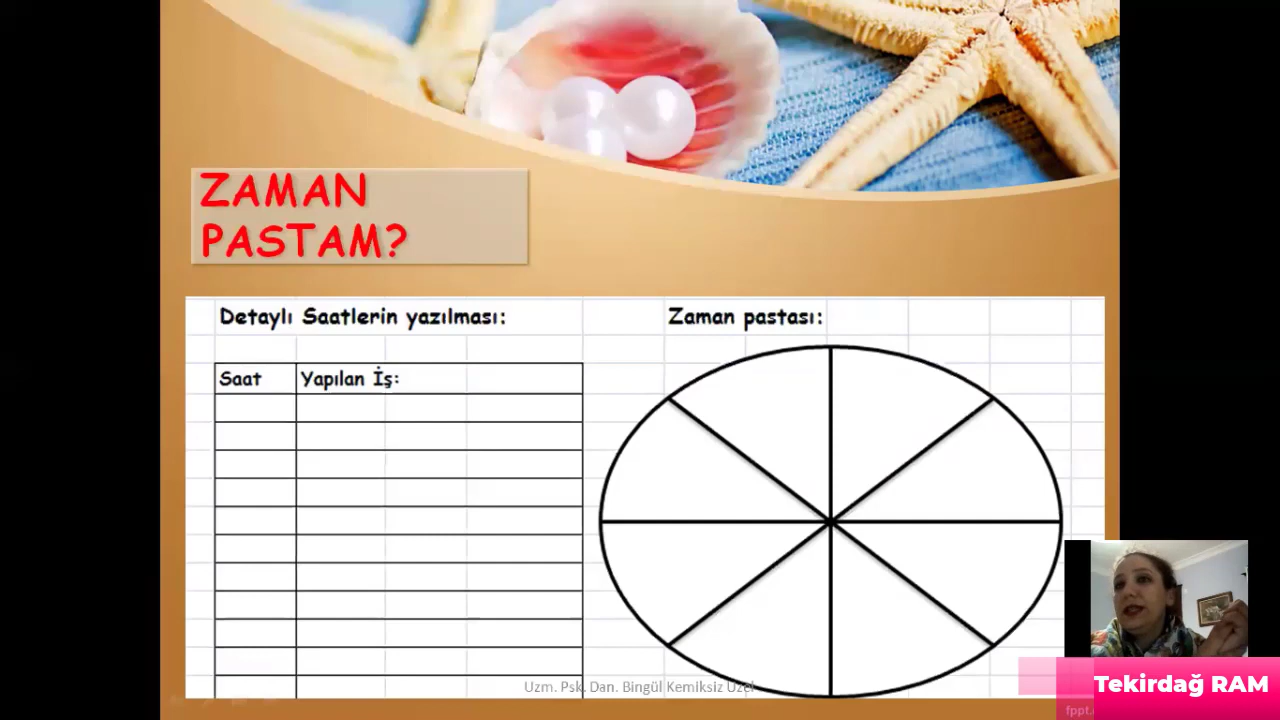 ZAMAN
PASTAM?
Detaylı Saatlerin yazılması:
Zaman pastası:
Saat
Yapılan İş:
Uzm. Psk. Dan. Bingül Kemiksiz Uzel
Tekirdağ RAM